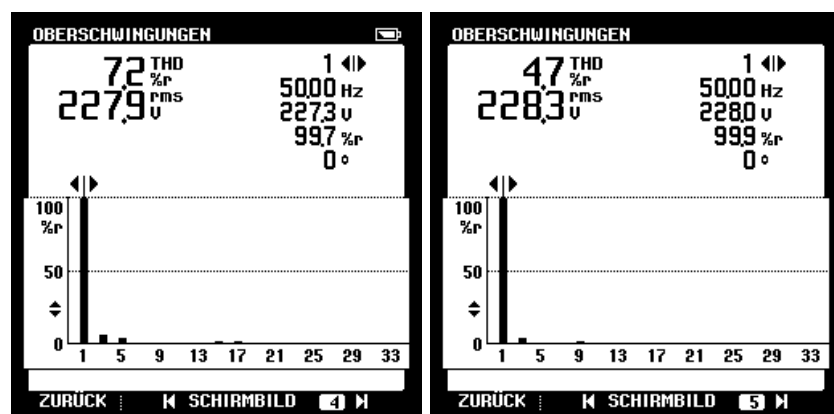 OBERSCHWINGUNGEN
7,2 THD %r
227,9 rms V
1
50,00 Hz
227,3 V
99,7 %r
0 °
100
%r
50
0
1 5 9 13 17 21 25 29 33
ZURÜCK SCHIRMBILD 4
OBERSCHWINGUNGEN
4,7 THD %r
228,3 rms V
1
50,00 Hz
228,0 V
99,9 %r
0 °
100
%r
50
0
1 5 9 13 17 21 25 29 33
ZURÜCK SCHIRMBILD 5